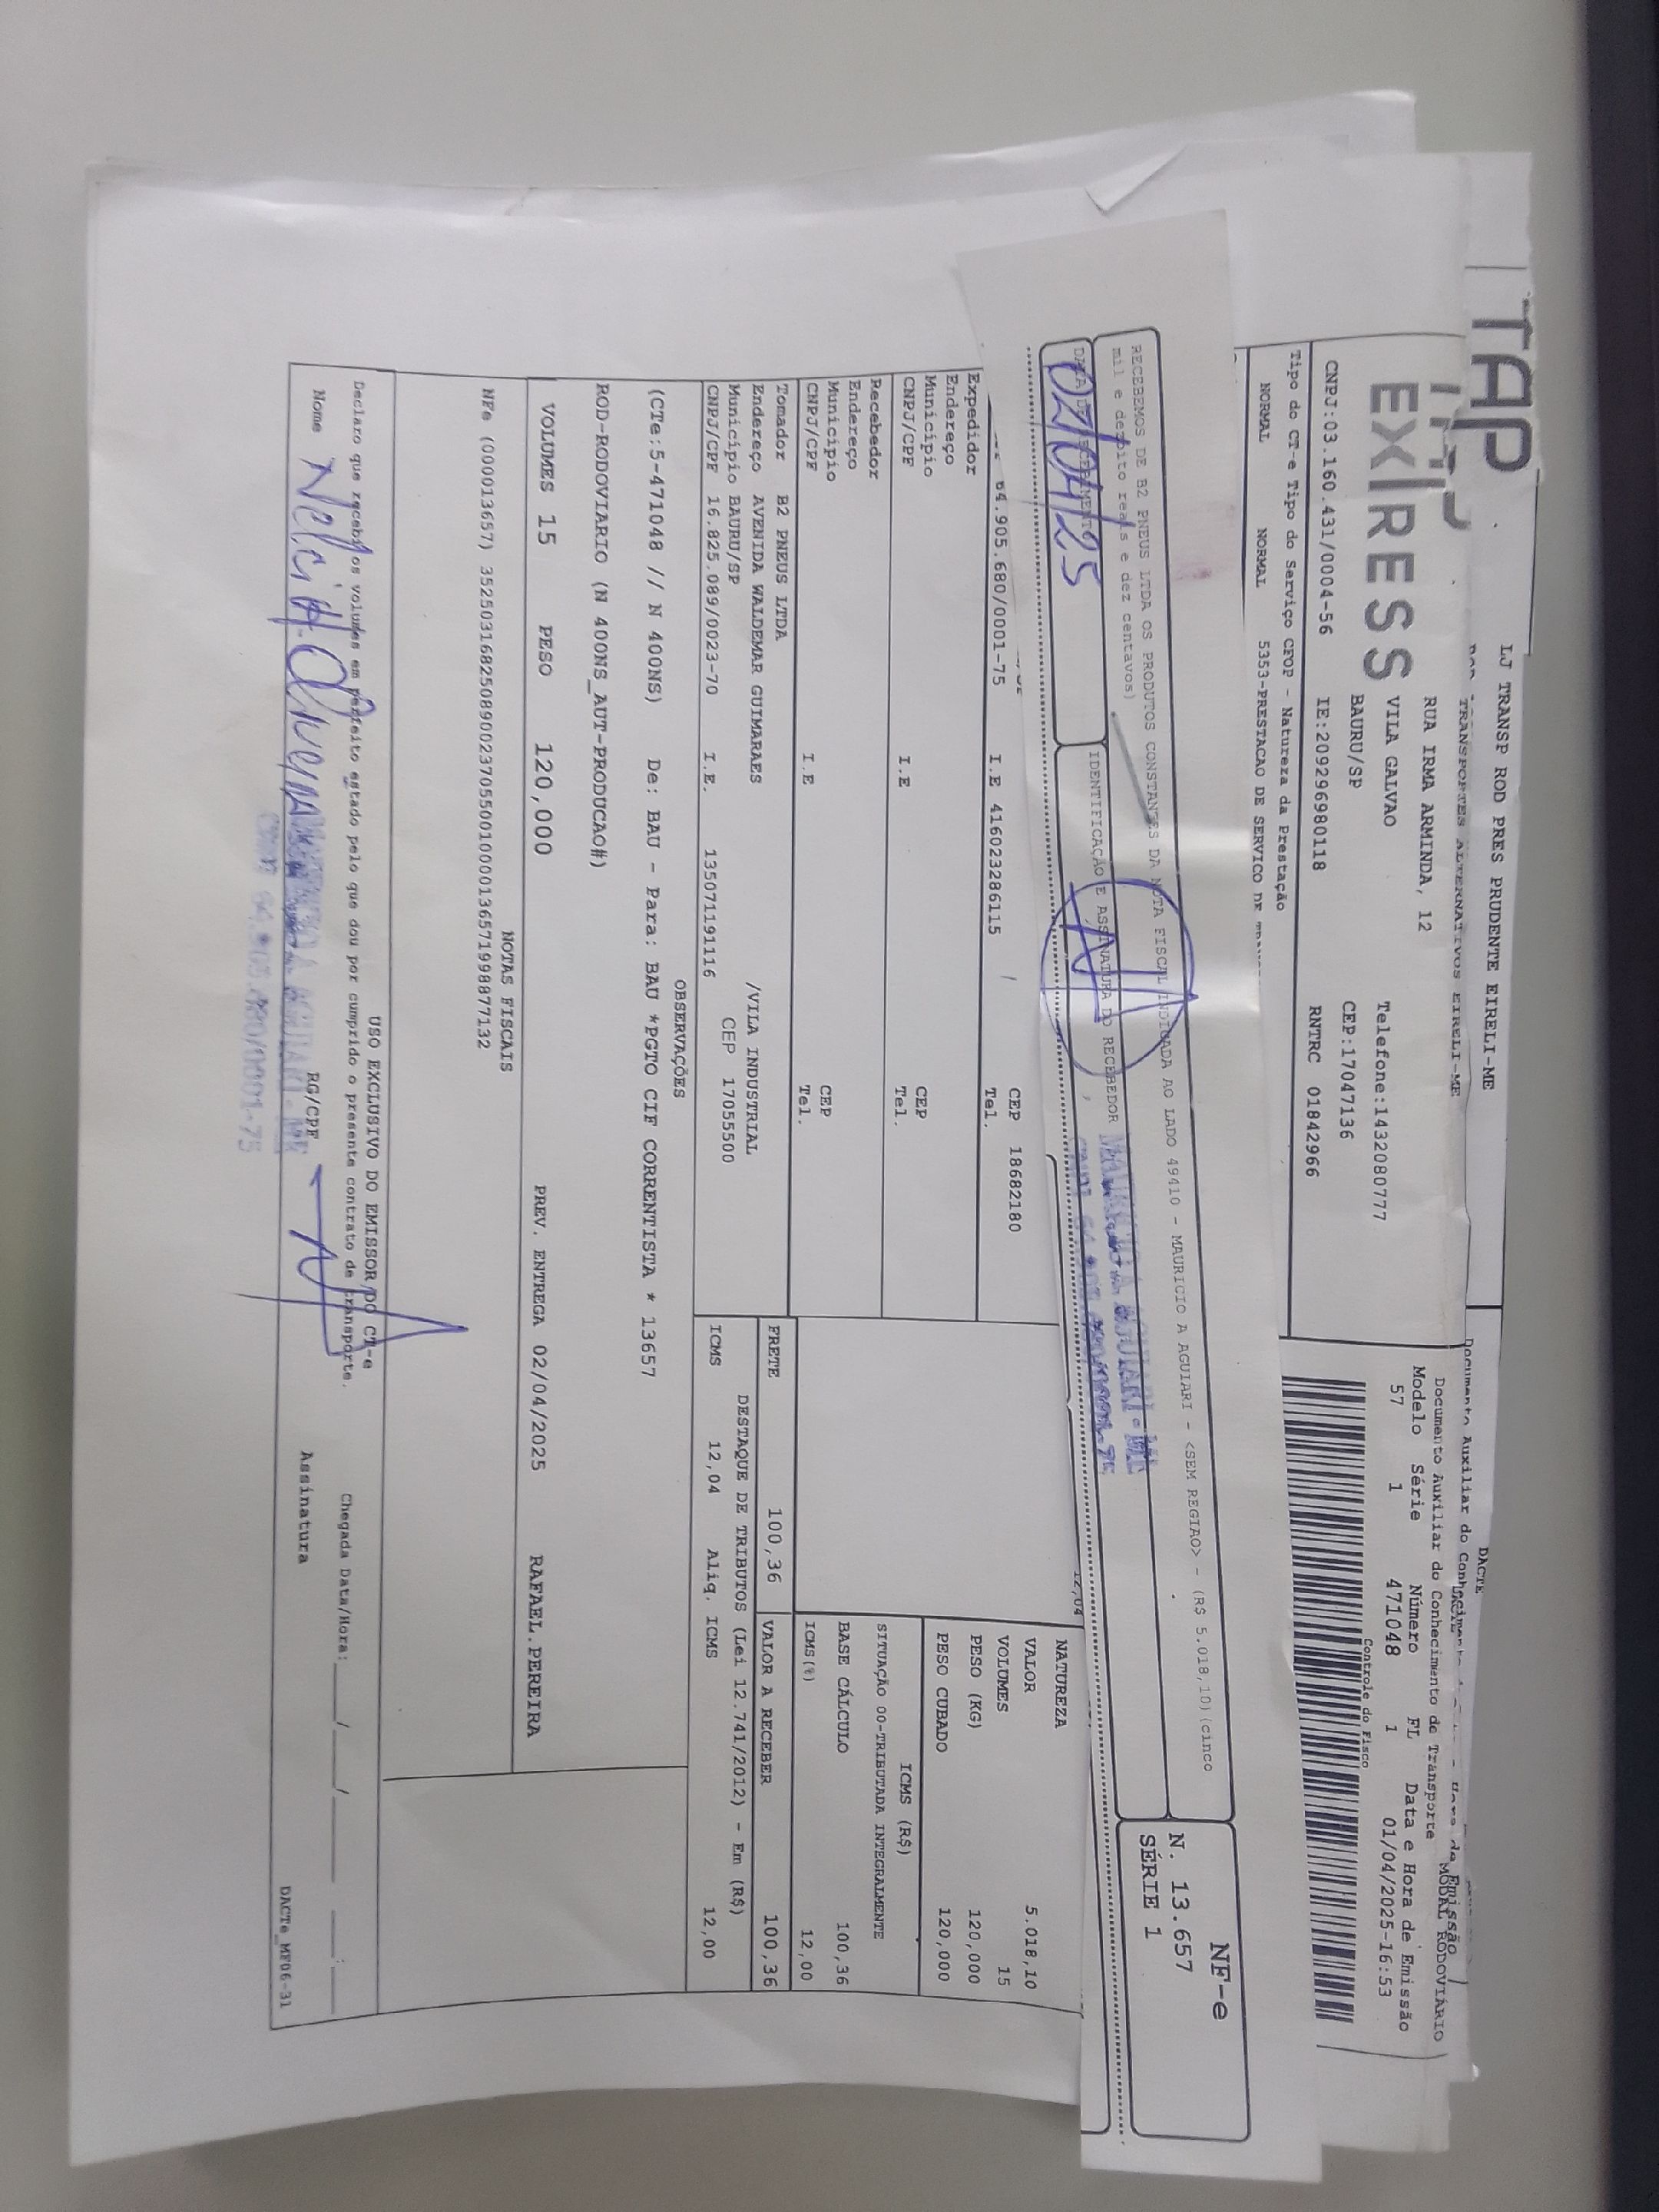 TAP
LJ TRANSP ROD PRES PRUDENTE EIRELI-ME
DACTE
Documento Auxiliar do Conhecimento
TRANSPORTES ALTERNATIVOS EIRELI-ME
Documento Auxiliar do Conhecimento de Transporte
MODAL RODOVIÁRIO
EX|RESS
RUA IRMA ARMINDA, 12
VILA GALVAO
Telefone:1432080777
BAURU/SP
CEP:17047136
CNPJ:03.160.431/0004-56 IE:209296980118 RNTRC 01842966
Modelo Série Número FL Data e Hora de Emissão
57 1 471048 1 01/04/2025-16:53
Controle do Fisco
Tipo do CT-e Tipo do Serviço CFOP - Natureza da Prestação
NORMAL NORMAL 5353-PRESTACAO DE SERVICO DE
RECEBEMOS DE B2 PNEUS LTDA OS PRODUTOS CONSTANTES DA NOTA FISCAL INDICADA AO LADO 49410 - MAURICIO A AGUIARI - <SEM REGIAO> - (R$ 5.018,10)(cinco
mil e dezoito reais e dez centavos)
NF-e
N. 13.657
SÉRIE 1
DATA DE RECEBIMENTO
02/04/25
IDENTIFICAÇÃO E ASSINATURA DO RECEBEDOR
12,04
64.905.680/0001-75 I.E 416023286115
CEP 18682180
Tel.
Expedidor
Endereço
Município CEP
CNPJ/CPF I.E Tel.
Recebedor
Endereço
Município CEP
CNPJ/CPF I.E Tel.
NATUREZA
VALOR 5.018,10
VOLUMES 15
PESO (KG) 120,000
PESO CUBADO 120,000
ICMS (R$)
SITUAÇÃO 00-TRIBUTADA INTEGRALMENTE
BASE CÁLCULO 100,36
ICMS(%) 12,00
Tomador B2 PNEUS LTDA
Endereço AVENIDA WALDEMAR GUIMARAES /VILA INDUSTRIAL
Município BAURU/SP CEP 17055500
CNPJ/CPF 16.825.089/0023-70 I.E. 135071191116
FRETE 100,36 VALOR A RECEBER 100,36
DESTAQUE DE TRIBUTOS (Lei 12.741/2012) - Em (R$)
ICMS 12,04 Aliq. ICMS 12,00
OBSERVAÇÕES
(CTe:5-471048 // N 400NS) De: BAU - Para: BAU *PGTO CIF CORRENTISTA * 13657
ROD-RODOVIARIO (N 400NS_AUT-PRODUCAO#)
VOLUMES 15 PESO 120,000 PREV. ENTREGA 02/04/2025 RAFAEL.PEREIRA
NOTAS FISCAIS
NFe (000013657) 35250316825089002370550010000136571998877132
USO EXCLUSIVO DO EMISSOR DO CT-e
Declaro que recebi os volumes em perfeito estado pelo que dou por cumprido o presente contrato de transporte.
Chegada Data/Hora:____/____/____ ____:____
Nome RG/CPF Assinatura
DACTe_MF06-31